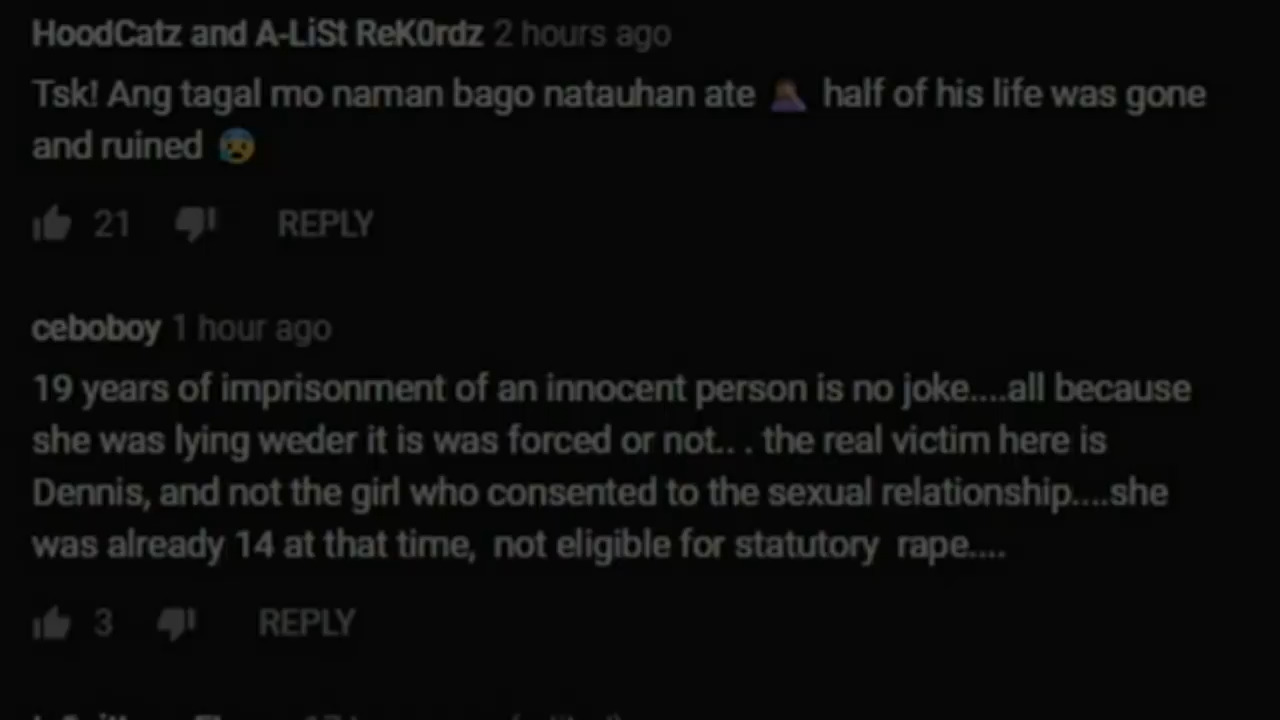 HoodCatz and A-LiSt ReK0rdz 2 hours ago
Tsk! Ang tagal mo naman bago natauhan ate 🤦🏾‍♀️ half of his life was gone
and ruined 😰
21 REPLY
ceboboy 1 hour ago
19 years of imprisonment of an innocent person is no joke....all because
she was lying weder it is was forced or not.. . the real victim here is
Dennis, and not the girl who consented to the sexual relationship....she
was already 14 at that time, not eligible for statutory rape....
3 REPLY